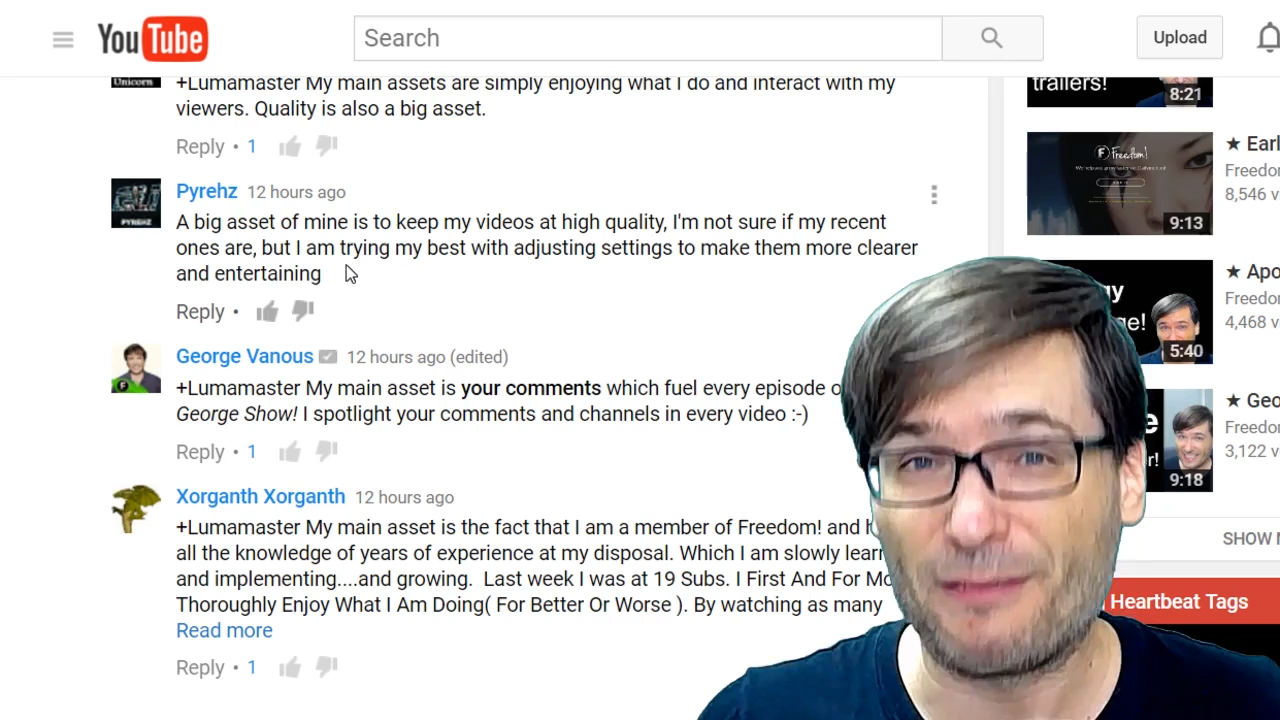 YouTube
Search
Upload
Unicorn
+Lumamaster My main assets are simply enjoying what I do and interact with my
viewers. Quality is also a big asset.
Reply • 1
Pyrehz 12 hours ago
A big asset of mine is to keep my videos at high quality, I'm not sure if my recent
ones are, but I am trying my best with adjusting settings to make them more clearer
and entertaining
Reply •
George Vanous 12 hours ago (edited)
+Lumamaster My main asset is your comments which fuel every episode
George Show! I spotlight your comments and channels in every video :-)
Reply • 1
Xorganth Xorganth 12 hours ago
+Lumamaster My main asset is the fact that I am a member of Freedom! and
all the knowledge of years of experience at my disposal. Which I am slowly
and implementing....and growing. Last week I was at 19 Subs. I First And For
Thoroughly Enjoy What I Am Doing( For Better Or Worse ). By watching as many
Read more
Reply • 1
trailers!
8:21
Freedom!
9:13
★ Earl
Freedom
8,546 v
gy
ge!
5:40
★ Apo
Freedom
4,468 v
e
r!
9:18
★ Geo
Freedom
3,122 v
SHOW
Heartbeat Tags